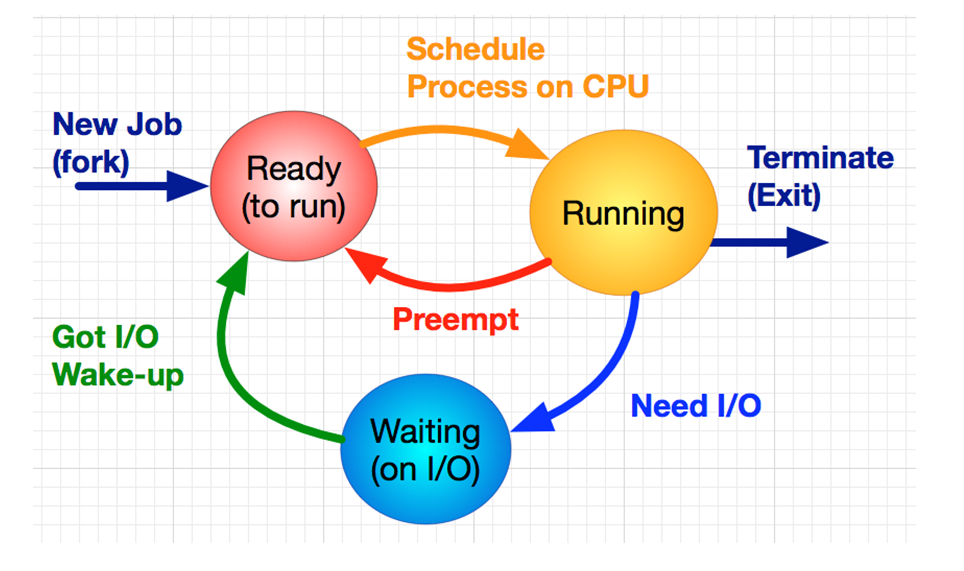 Schedule
Process on CPU
New Job
(fork)
Ready
(to run)
Running
Terminate
(Exit)
Preempt
Got I/O
Wake-up
Waiting
(on I/O)
Need I/O